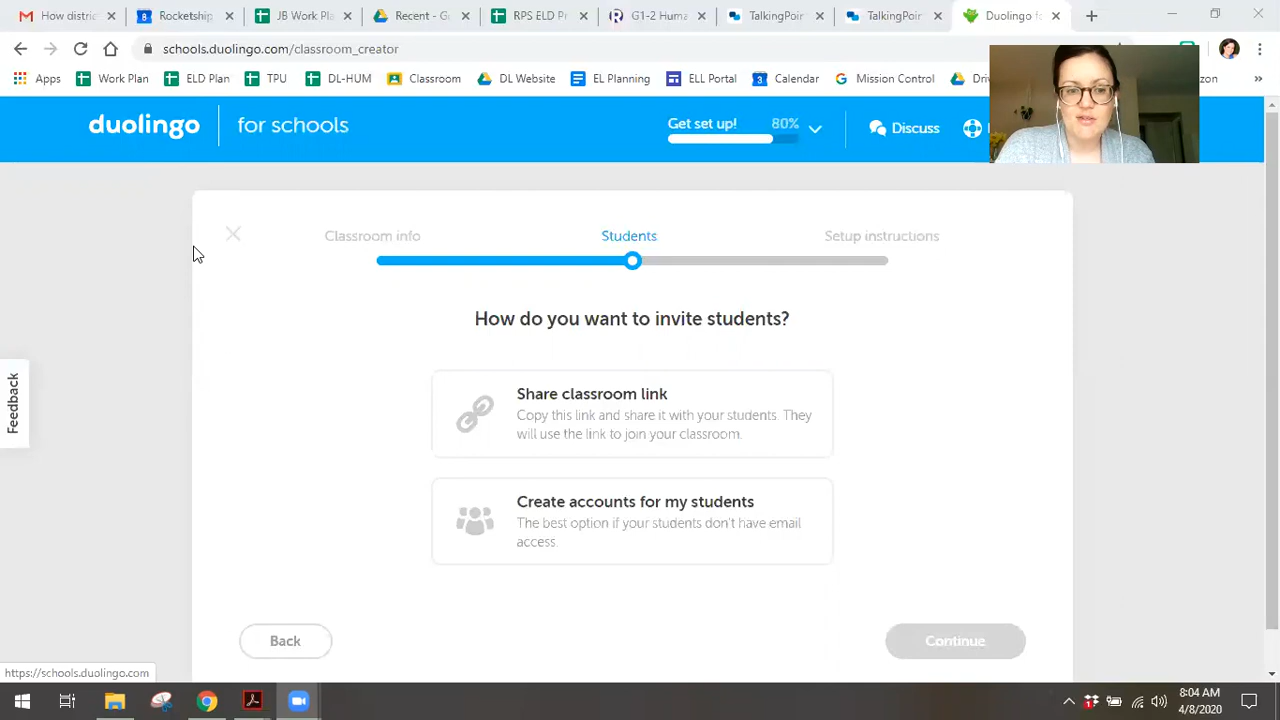 How distric
Rocketship
JB Work Pl
Recent - G
RPS ELD P
G1-2 Huma
TalkingPoin
TalkingPoin
Duolingo fo
schools.duolingo.com/classroom_creator
Apps
Work Plan
ELD Plan
TPU
DL-HUM
Classroom
DL Website
EL Planning
ELL Portal
Calendar
Mission Control
Dri
zon
duolingo
for schools
Get set up! 80%
Discuss
Classroom info
Students
Setup instructions
How do you want to invite students?
Share classroom link
Copy this link and share it with your students. They
will use the link to join your classroom.
Create accounts for my students
The best option if your students don't have email
access.
Feedback
Back
Continue
https://schools.duolingo.com
8:04 AM
4/8/2020